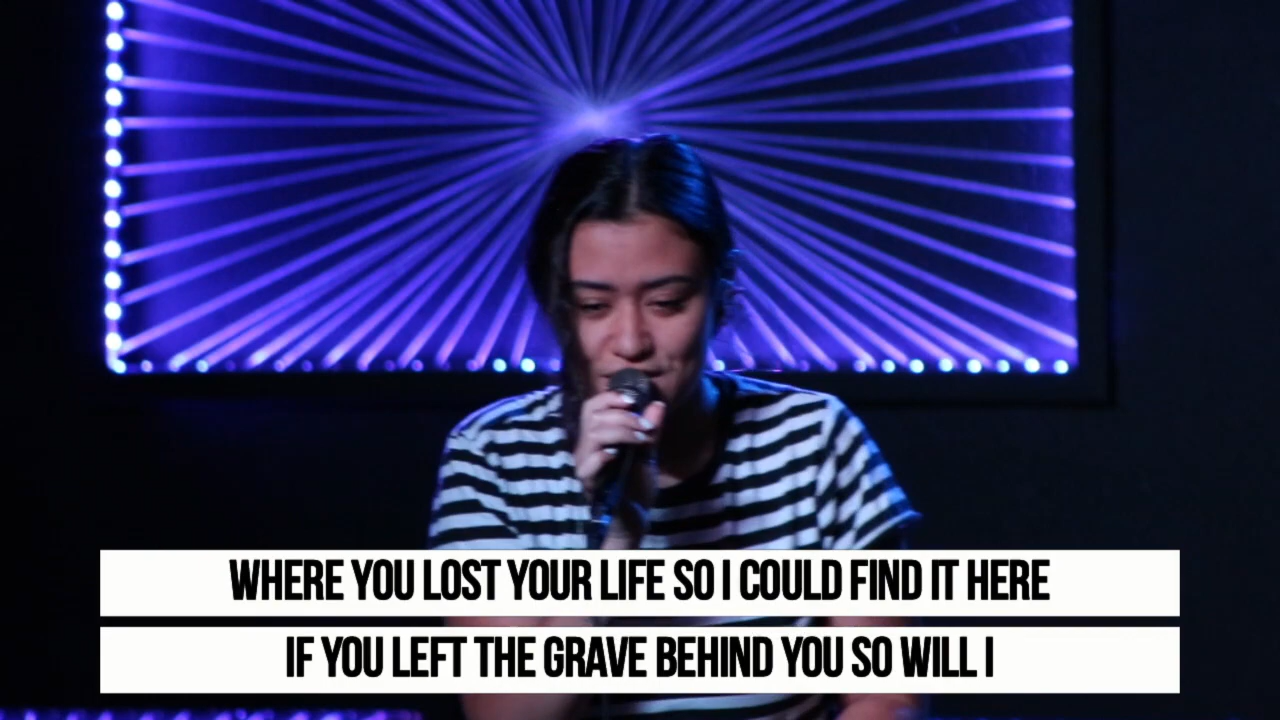 WHERE YOU LOST YOUR LIFE SO I COULD FIND IT HERE
IF YOU LEFT THE GRAVE BEHIND YOU SO WILL I